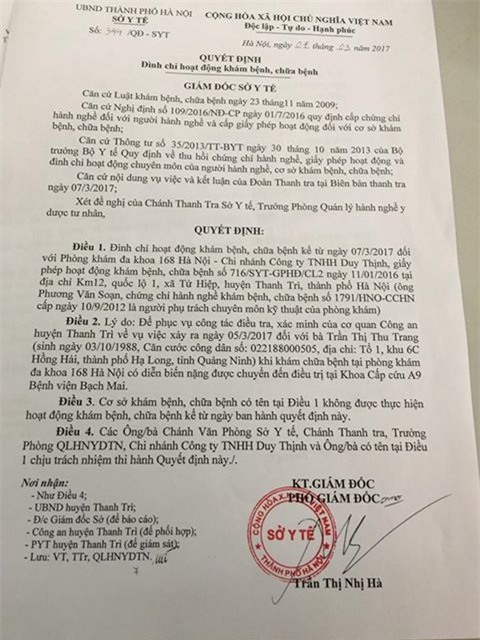 UBND THÀNH PHỐ HÀ NỘI
SỞ Y TẾ
Số: 344/QĐ - SYT
CỘNG HÒA XÃ HỘI CHỦ NGHĨA VIỆT NAM
Độc lập - Tự do - Hạnh phúc
Hà Nội, ngày 21 tháng 03 năm 2017
QUYẾT ĐỊNH
Đình chỉ hoạt động khám bệnh, chữa bệnh
GIÁM ĐỐC SỞ Y TẾ
Căn cứ Luật khám bệnh, chữa bệnh ngày 23 tháng11 năm 2009;
Căn cứ Nghị định số 109/2016/NĐ-CP ngày 01/7/2016 quy định cấp chứng chỉ
hành nghề đối với người hành nghề và cấp giấy phép hoạt động đối với cơ sở khám
bệnh, chữa bệnh;
Căn cứ Thông tư số 35/2013/TT-BYT ngày 30 tháng 10 năm 2013 của Bộ
trưởng Bộ Y tế Quy định về thu hồi chứng chỉ hành nghề, giấy phép hoạt động và
đình chỉ hoạt động chuyên môn của người hành nghề, cơ sở khám bệnh, chữa bệnh;
Căn cứ nội dung vụ việc và kết luận của Đoàn Thanh tra tại Biên bản thanh tra
ngày 07/3/2017;
Xét đề nghị của Chánh Thanh Tra Sở Y tế, Trưởng Phòng Quản lý hành nghề y
dược tư nhân,
QUYẾT ĐỊNH:
Điều 1. Đình chỉ hoạt động khám bệnh, chữa bệnh kể từ ngày 07/3/2017 đối
với Phòng khám đa khoa 168 Hà Nội - Chi nhánh Công ty TNHH Duy Thịnh, giấy
phép hoạt động khám bệnh, chữa bệnh số 716/SYT-GPHĐ/CL2 ngày 11/01/2016 tại
địa chỉ Km12, quốc lộ 1, xã Tứ Hiệp, huyện Thanh Trì, thành phố Hà Nội (ông
Phương Văn Soạn, chứng chỉ hành nghề khám bệnh, chữa bệnh số 1791/HNO-CCHN
cấp ngày 10/9/2012 là người phụ trách chuyên môn kỹ thuật của phòng khám)
Điều 2. Lý do: Để phục vụ công tác điều tra, xác minh của cơ quan Công an
huyện Thanh Trì về vụ việc xảy ra ngày 05/3/2017 đối với bà Trần Thị Thu Trang
(sinh ngày 03/10/1988, Căn cước công dân số: 022188000505, địa chỉ: Tổ 1, khu 6C
Hồng Hải, thành phố Hạ Long, tỉnh Quảng Ninh) khi khám chữa bệnh tại phòng khám
đa khoa 168 Hà Nội có diễn biến nặng được chuyển đến điều trị tại Khoa Cấp cứu A9
Bệnh viện Bạch Mai.
Điều 3. Cơ sở khám bệnh, chữa bệnh có tên tại Điều 1 không được thực hiện
hoạt động khám bệnh, chữa bệnh kể từ ngày ban hành quyết định này.
Điều 4. Các Ông/bà Chánh Văn Phòng Sở Y tế, Chánh Thanh tra, Trưởng
Phòng QLHNYDTN, Chi nhánh Công ty TNHH Duy Thịnh và Ông/bà có tên tại Điều
1 chịu trách nhiệm thi hành Quyết định này./.
Nơi nhận:
- Như Điều 4;
- UBND huyện Thanh Trì;
- Đ/c Giám đốc Sở (để báo cáo);
- Công an huyện Thanh Trì (để phối hợp);
- PYT huyện Thanh Trì (để giám sát);
- Lưu: VT, TTr, QLHNYDTN.
KT.GIÁM ĐỐC
PHÓ GIÁM ĐỐC
CỘNG HÒA X.H.C.N VIỆT NAM
SỞ Y TẾ
THÀNH PHỐ HÀ NỘI
Trần Thị Nhị Hà